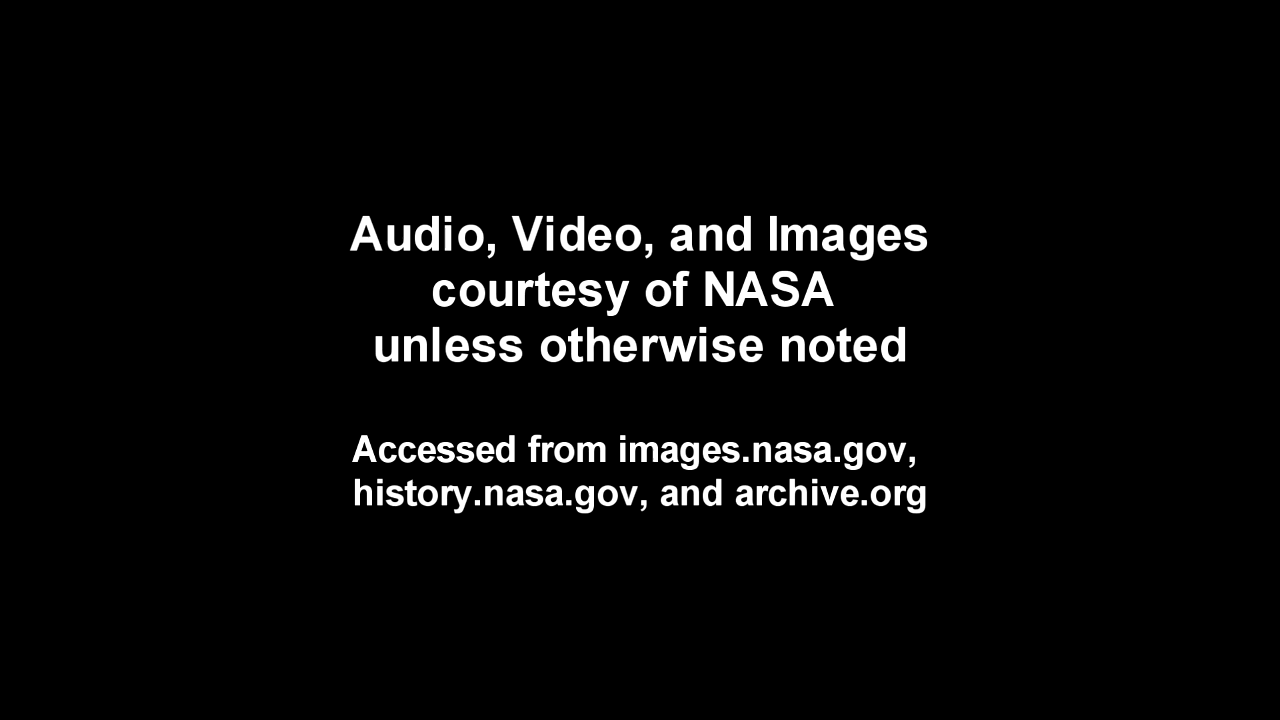 Audio, Video, and Images
courtesy of NASA
unless otherwise noted
Accessed from images.nasa.gov,
history.nasa.gov, and archive.org